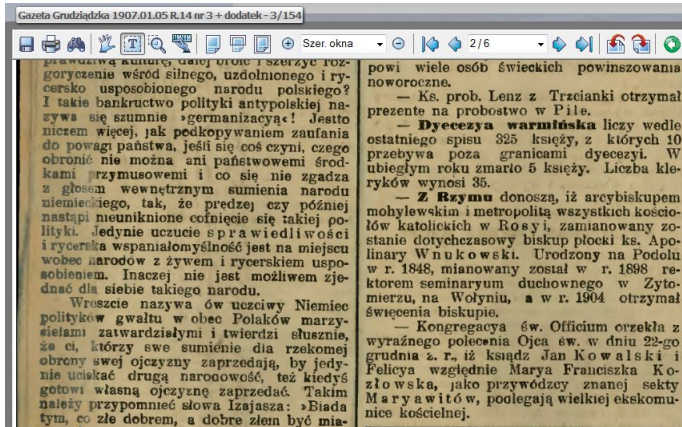 Gazeta Grudziądzka 1907.01.05 R.14 nr 3 + dodatek - 3/154
Szer. okna
2/6
prawdziwą kulturę, dalej broić i szerzyć roz-
goryczenie wśród silnego, uzdolnionego i ry-
cersko usposobionego narodu polskiego?
I takie bankructwo polityki antypolskiej na-
zywa się szumnie »germanizacyą«! Jestto
niczem więcej, jak podkopywaniem zaufania
do powagi państwa, jeśli się coś czyni, czego
obronić nie można ani państwowemi środ-
kami przymusowemi i co się nie zgadza
z głosem wewnętrznym sumienia narodu
niemieckiego, tak, że prędzej czy później
nastąpi nieuniknione cofnięcie się takiej po-
lityki. Jedynie uczucie sprawiedliwości
i rycerska wspaniałomyślność jest na miejscu
wobec narodów z żywem i rycerskiem uspo-
sobieniem. Inaczej nie jest możliwem zje-
dnać dla siebie takiego narodu.
Wreszcie nazywa ów uczciwy Niemiec
polityków gwałtu w obec Polaków marzy-
cielami zatwardziałymi i twierdzi słusznie,
że ci, którzy swe sumienie dla rzekomej
obrony swej ojczyzny zaprzedają, by jedy-
nie uciskać drugą narodowość, też kiedyś
gotowi własną ojczyznę zaprzedać. Takim
należy przypomnieć słowa Izajasza: »Biada
tym, co złe dobrem, a dobre złem być mia-
powi wiele osób świeckich powinszowania
noworoczne.
— Ks. prob. Lenz z Trzcianki otrzymał
prezente na probostwo w Pile.
— Dyecezya warmińska liczy wedle
ostatniego spisu 325 księży, z których 10
przebywa poza granicami dyecezyi. W
ubiegłym roku zmarło 5 księży. Liczba kle-
ryków wynosi 35.
— Z Rzymu donoszą, iż arcybiskupem
mohylewskim i metropolitą wszystkich kościo-
łów katolickich w Rosyi, zamianowany zo-
stanie dotychczasowy biskup płocki ks. Apo-
linary Wnukowski. Urodzony na Podolu
w r. 1848, mianowany został w r. 1898 re-
ktorem seminaryum duchownego w Zyto-
mierzu, na Wołyniu, a w r. 1904 otrzymał
święcenia biskupie.
— Kongregacya św. Officium orzekła z
wyraźnego polecenia Ojca św. w dniu 22-go
grudnia z. r., iż ksiądz Jan Kowalski i
Felicya względnie Marya Franciszka Ko-
złowska, jako przywódzcy znanej sekty
Maryawitów, podlegają wielkiej ekskomu-
nice kościelnej.